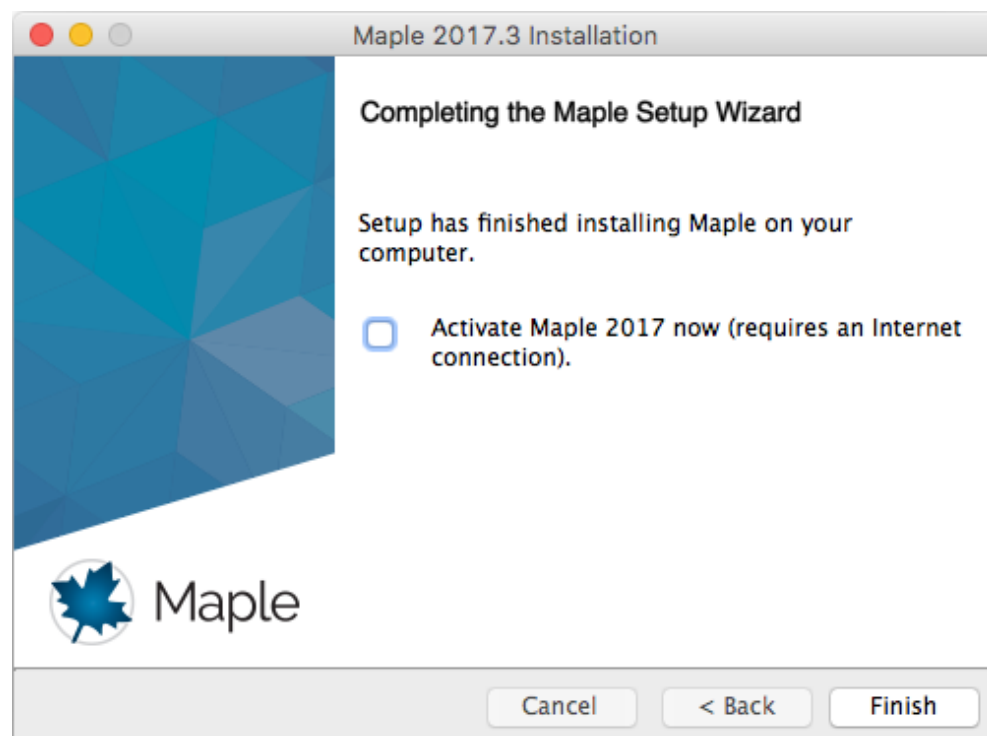 Maple 2017.3 Installation
Completing the Maple Setup Wizard
Setup has finished installing Maple on your
computer.
Activate Maple 2017 now (requires an Internet
connection).
Maple
Cancel
< Back
Finish